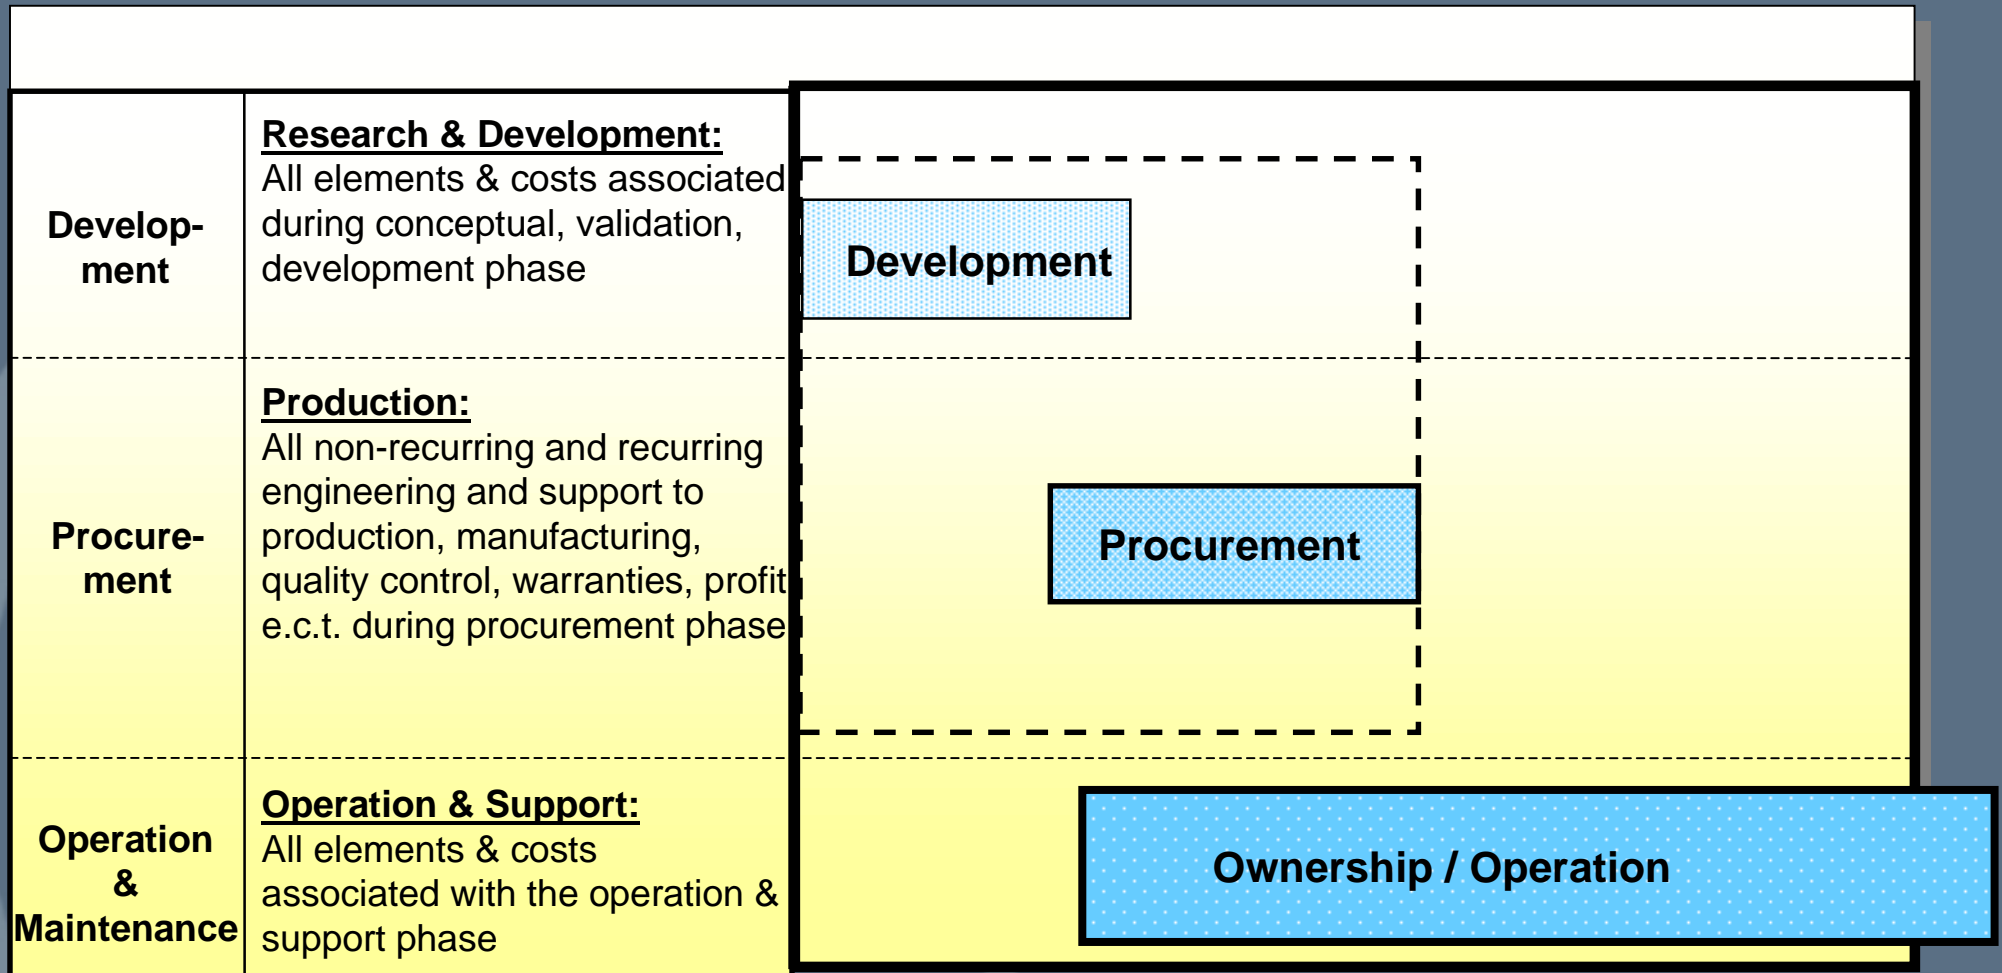 Develop-
ment
Research & Development:
All elements & costs associated
during conceptual, validation,
development phase
Development
Procure-
ment
Production:
All non-recurring and recurring
engineering and support to
production, manufacturing,
quality control, warranties, profit
e.c.t. during procurement phase
Procurement
Operation
&
Maintenance
Operation & Support:
All elements & costs
associated with the operation &
support phase
Ownership / Operation